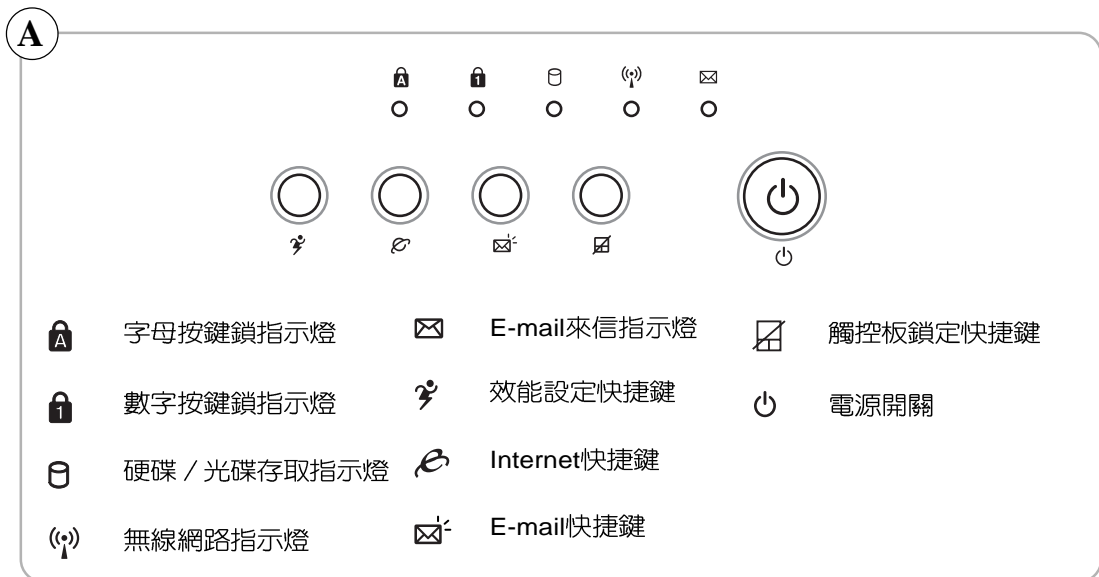 A
字母按鍵鎖指示燈
數字按鍵鎖指示燈
硬碟／光碟存取指示燈
無線網路指示燈
E-mail來信指示燈
效能設定快捷鍵
Internet快捷鍵
E-mail快捷鍵
觸控板鎖定快捷鍵
電源開關